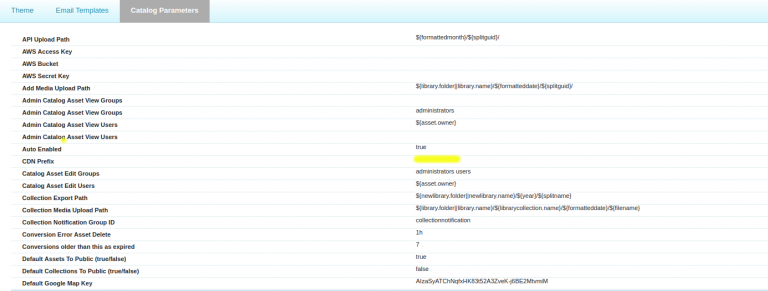 Theme Email Templates Catalog Parameters
API Upload Path ${formattedmonth}/${splitguid}/
AWS Access Key
AWS Bucket
AWS Secret Key
Add Media Upload Path ${library.folder||library.name}/${formatteddate}/${splitguid}/
Admin Catalog Asset View Groups
Admin Catalog Asset View Groups administrators
Admin Catalog Asset View Users ${asset.owner}
Admin Catalog Asset View Users
Auto Enabled true
CDN Prefix
Catalog Asset Edit Groups administrators users
Catalog Asset Edit Users ${asset.owner}
Collection Export Path ${newlibrary.folder||newlibrary.name}/${year}/${splitname}
Collection Media Upload Path ${library.folder||library.name}/${librarycollection.name}/${formatteddate}/${filename}
Collection Notification Group ID collectionnotification
Conversion Error Asset Delete 1h
Conversions older than this as expired 7
Default Assets To Public (true/false) true
Default Collections To Public (true/false) false
Default Google Map Key